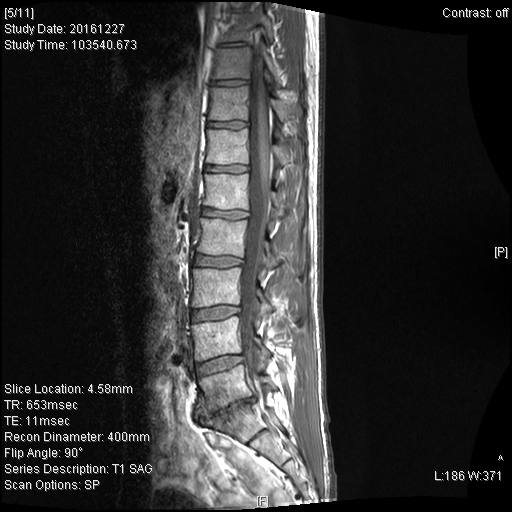 [5/11]
Study Date: 20161227
Study Time: 103540.673
Contrast: off
[P]
Slice Location: 4.58mm
TR: 653msec
TE: 11msec
Recon Dinameter: 400mm
Flip Angle: 90°
Series Description: T1 SAG
Scan Options: SP
A
L:186 W:371
[F]